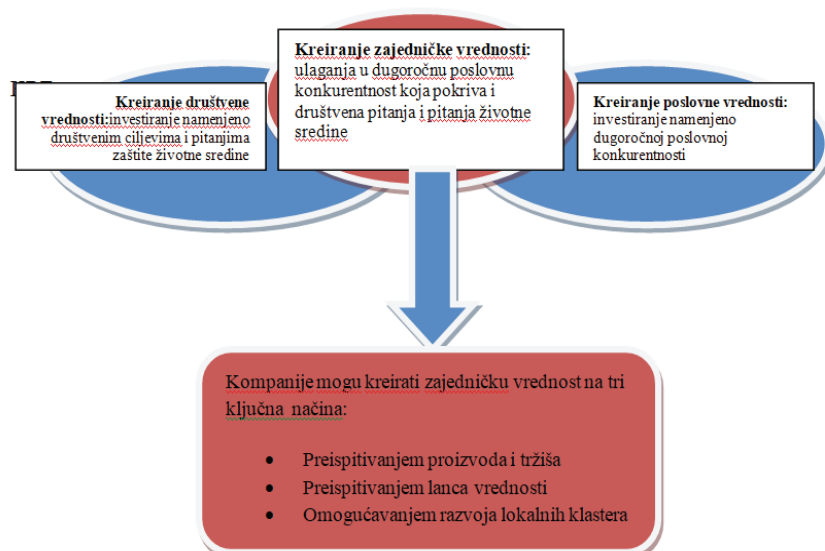 Kreiranje društvene
vrednosti:investiranje namenjeno
društvenim ciljevima i pitanjima
zaštite životne sredine
Kreiranje zajedničke vrednosti:
ulaganja u dugoročnu poslovnu
konkurentnost koja pokriva i
društvena pitanja i pitanja životne
sredine
Kreiranje poslovne vrednosti:
investiranje namenjeno
dugoročnoj poslovnoj
konkurentnosti
Kompanije mogu kreirati zajedničku vrednost na tri
ključna načina:
• Preispitivanjem proizvoda i tržiša
• Preispitivanjem lanca vrednosti
• Omogućavanjem razvoja lokalnih klastera